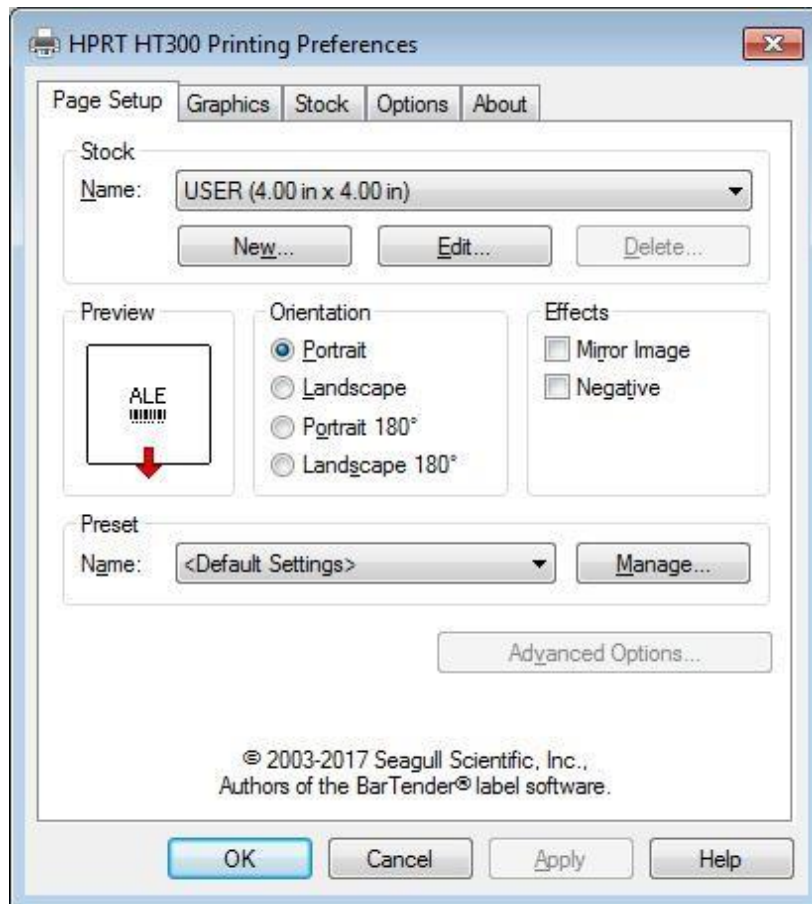 HPRT HT300 Printing Preferences
Page Setup Graphics Stock Options About
Stock
Name: USER (4.00 in x 4.00 in)
New... Edit... Delete...
Preview Orientation Effects
ALE
Portrait
Landscape
Portrait 180°
Landscape 180°
Mirror Image
Negative
Preset
Name: <Default Settings> Manage...
Advanced Options...
© 2003-2017 Seagull Scientific, Inc.,
Authors of the BarTender® label software.
OK Cancel Apply Help